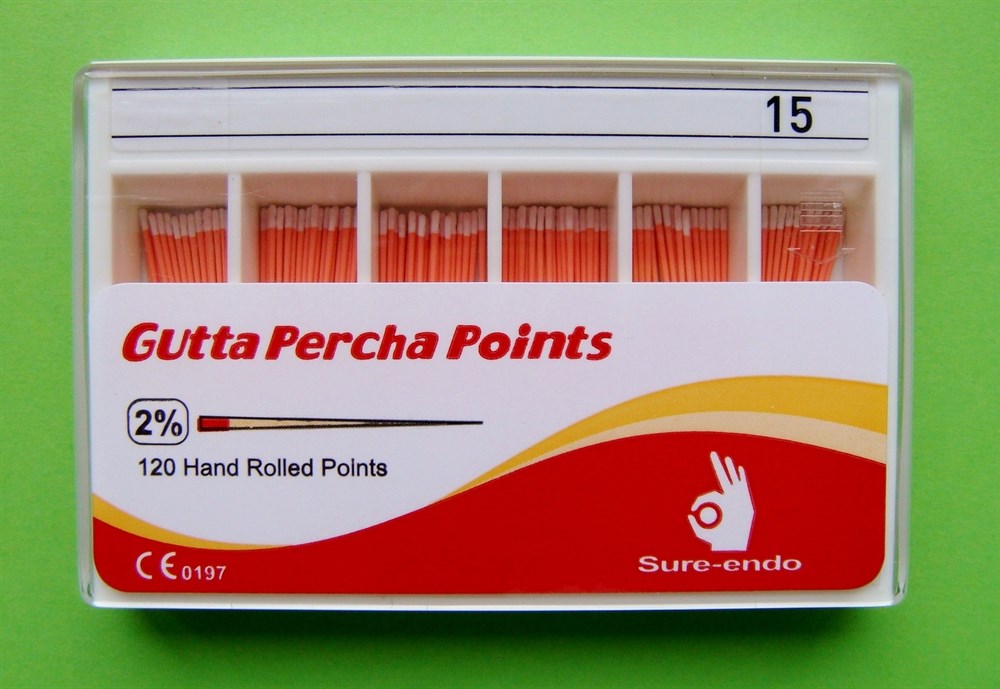 15
Gutta Percha Points
2%
120 Hand Rolled Points
CE 0197
Sure-endo